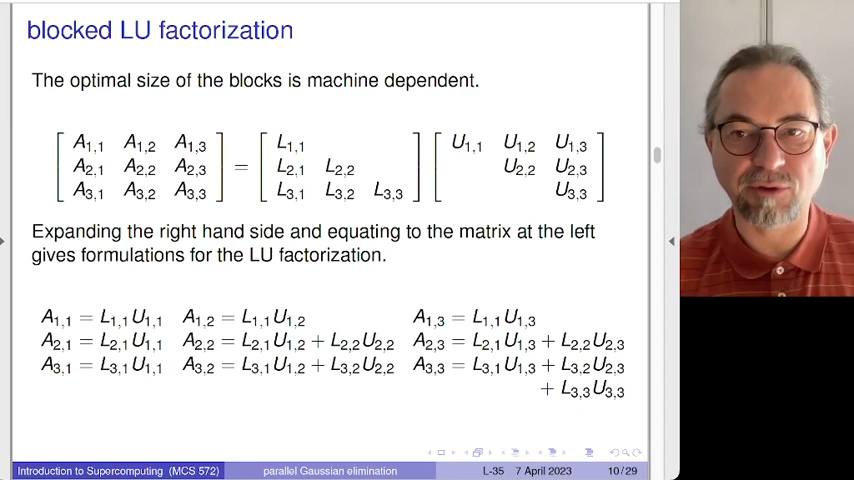 blocked LU factorization
The optimal size of the blocks is machine dependent.
[ A1,1 A1,2 A1,3 ] [ L1,1 ] [ U1,1 U1,2 U1,3 ]
[ A2,1 A2,2 A2,3 ] = [ L2,1 L2,2 ] [ U2,2 U2,3 ]
[ A3,1 A3,2 A3,3 ] [ L3,1 L3,2 L3,3 ] [ U3,3 ]
Expanding the right hand side and equating to the matrix at the left
gives formulations for the LU factorization.
A1,1 = L1,1U1,1 A1,2 = L1,1U1,2 A1,3 = L1,1U1,3
A2,1 = L2,1U1,1 A2,2 = L2,1U1,2 + L2,2U2,2 A2,3 = L2,1U1,3 + L2,2U2,3
A3,1 = L3,1U1,1 A3,2 = L3,1U1,2 + L3,2U2,2 A3,3 = L3,1U1,3 + L3,2U2,3
+ L3,3U3,3
Introduction to Supercomputing (MCS 572) parallel Gaussian elimination L-35 7 April 2023 10/29